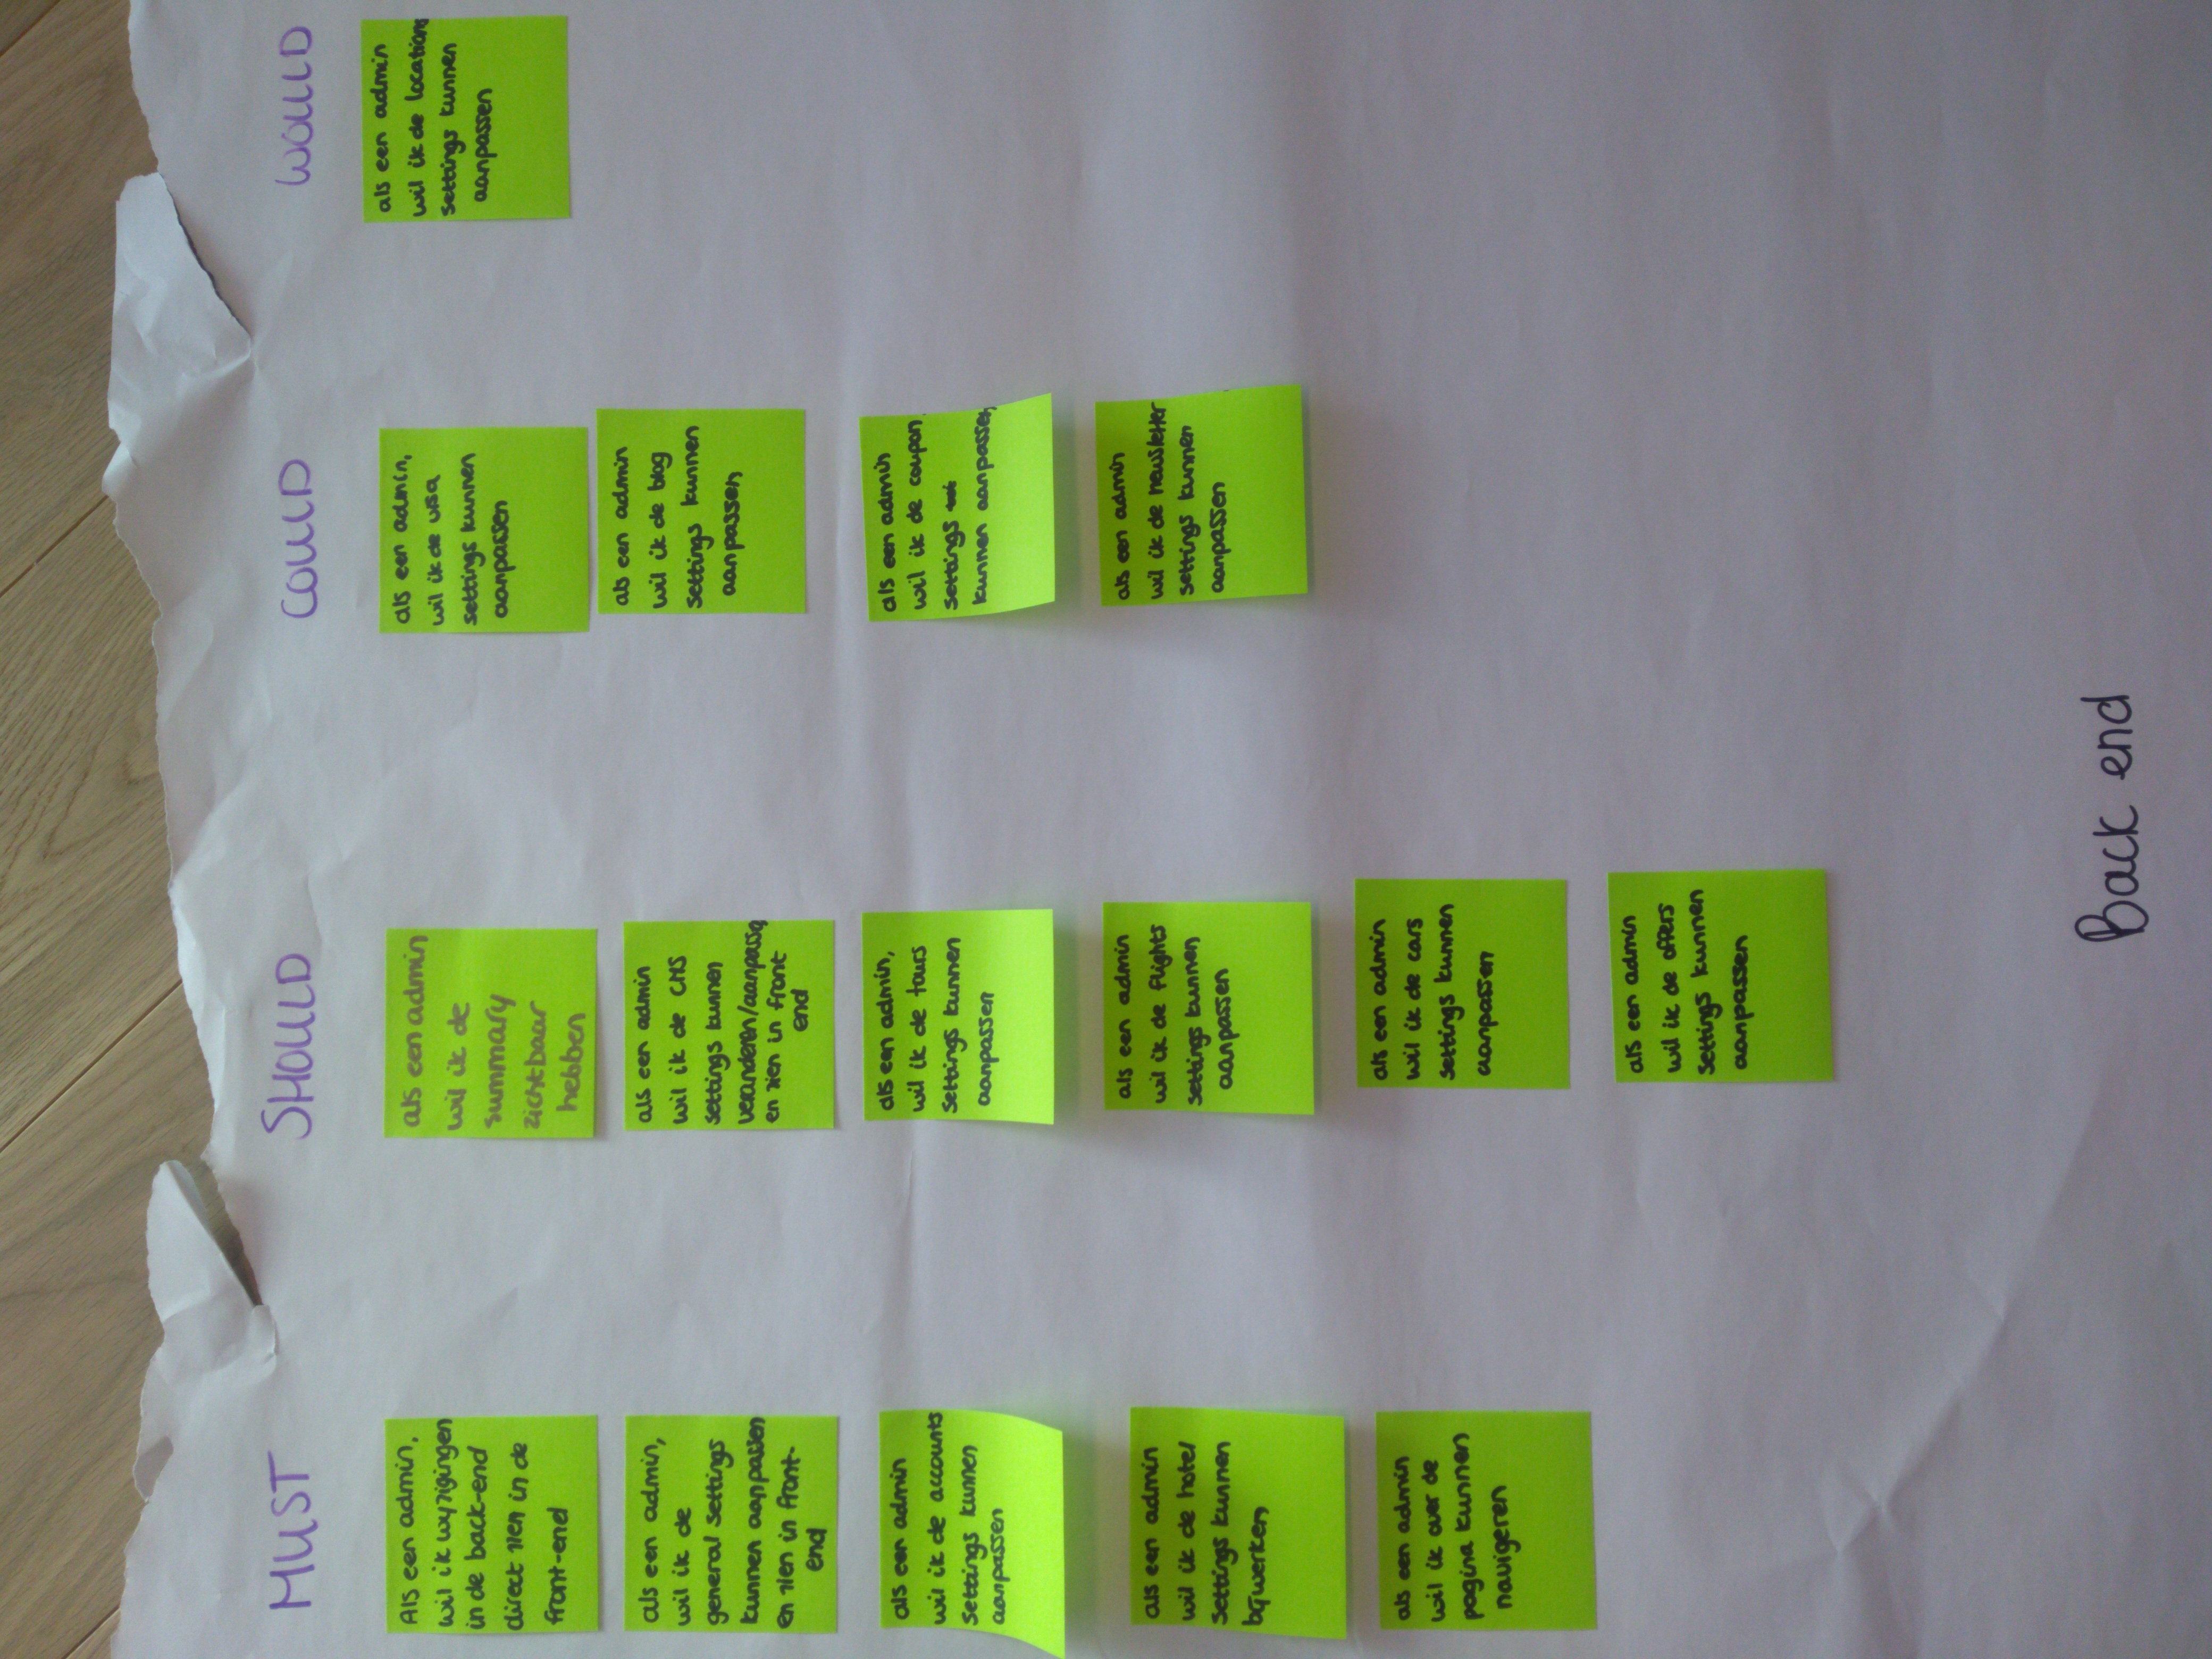 MUST
Als een admin,
wil ik wyzigingen
in de back-end
direct zien in de
front-end
als een admin,
wil ik de
general settings
kunnen aanpassen
en zien in front-
end
als een admin
wil ik de accounts
settings kunnen
aanpassen
als een admin
wil ik de hotel
settings kunnen
bijwerken
als een admin
wil ik over de
pagina kunnen
navigeren
SHOULD
als een admin
wil ik de
summary
zichtbaar
hebben
als een admin
wil ik de CMS
settings kunnen
veranderen/aanpassen
en zien in front
end
als een admin,
wil ik de tours
settings kunnen
aanpassen
als een admin
wil ik de flights
settings kunnen
aanpassen
als een admin
wil ik de cars
settings kunnen
aanpassen
als een admin
wil ik de offers
settings kunnen
aanpassen
COULD
als een admin,
wil ik de visa
settings kunnen
aanpassen
als een admin
wil ik de blog
settings kunnen
aanpassen
als een admin
wil ik de coupon
settings
kunnen aanpassen
als een admin
wil ik de newsletter
settings kunnen
aanpassen
WOULD
als een admin
wil ik de locations
settings kunnen
aanpassen
Back end